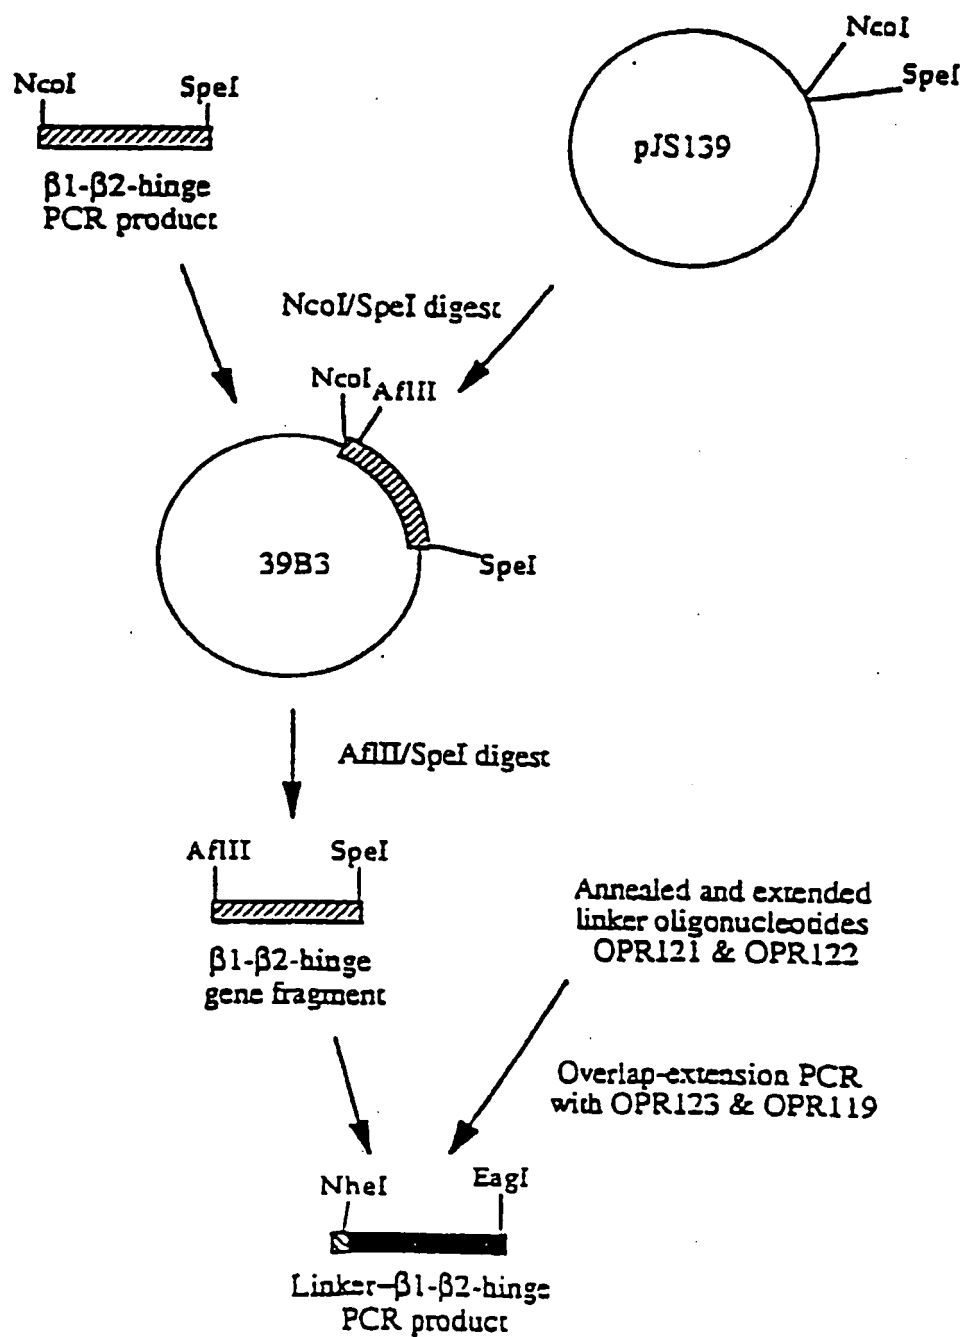 NcoI
SpeI
β1-β2-hinge
PCR product
NcoI
SpeI
pJS139
NcoI/SpeI digest
NcoI
AflII
39B3
SpeI
AflII/SpeI digest
AflII
SpeI
β1-β2-hinge
gene fragment
Annealed and extended
linker oligonucleotides
OPR121 & OPR122
Overlap-extension PCR
with OPR123 & OPR119
NheI
EagI
Linker-β1-β2-hinge
PCR product